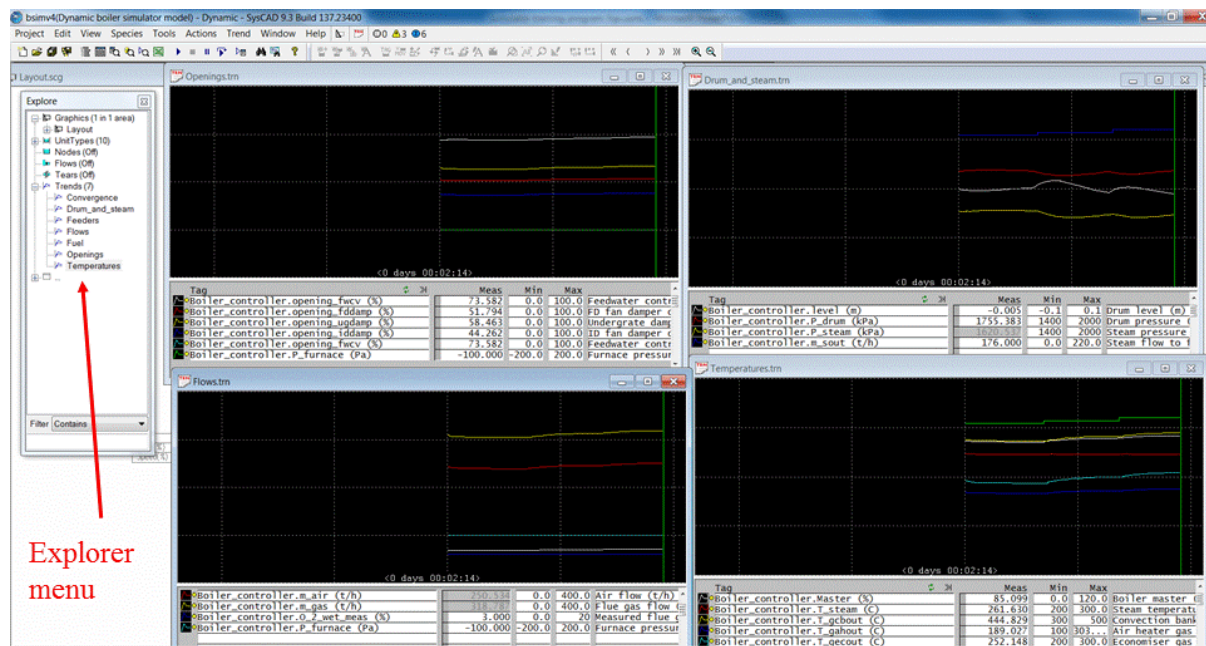 bsimv4(Dynamic boiler simulator model) - Dynamic - SysCAD 9.3 Build 137.23400
Project Edit View Species Tools Actions Trend Window Help 0 3 6
Layout.scg
Explore
Graphics (1 in 1 area)
Layout
UnitTypes (10)
Nodes (Off)
Flows (Off)
Tears (Off)
Trends (7)
Convergence
Drum_and_steam
Feeders
Flows
Fuel
Openings
Temperatures
...
Filter Contains
Explorer
menu
Openings.trn
<0 days 00:02:14>
Tag Meas Min Max
Boiler_controller.opening_fwcv (%) 73.582 0.0 100.0 Feedwater contr
Boiler_controller.opening_fddamp (%) 51.794 0.0 100.0 FD fan damper c
Boiler_controller.opening_ugdamp (%) 58.463 0.0 100.0 Undergrate damp
Boiler_controller.opening_iddamp (%) 44.262 0.0 100.0 ID fan damper c
Boiler_controller.opening_fwcv (%) 73.582 0.0 100.0 Feedwater contr
Boiler_controller.P_furnace (Pa) -100.000 -200.0 200.0 Furnace pressur
Drum_and_steam.trn
<0 days 00:02:14>
Tag Meas Min Max
Boiler_controller.level (m) -0.005 -0.1 0.1 Drum level (m)
Boiler_controller.P_drum (kPa) 1755.383 1400 2000 Drum pressure (
Boiler_controller.P_steam (kPa) 1620.537 1400 2000 Steam pressure
Boiler_controller.m_sout (t/h) 176.000 0.0 220.0 Steam flow to t
Flows.trn
<0 days 00:02:14>
Boiler_controller.m_air (t/h) 250.534 0.0 400.0 Air flow (t/h)
Boiler_controller.m_gas (t/h) 318.787 0.0 400.0 Flue gas flow (
Boiler_controller.O_2_wet_meas (%) 3.000 0.0 20 Measured flue g
Boiler_controller.P_furnace (Pa) -100.000 -200.0 200.0 Furnace pressur
Temperatures.trn
<0 days 00:02:14>
Tag Meas Min Max
Boiler_controller.Master (%) 85.099 0.0 120.0 Boiler master (
Boiler_controller.T_steam (C) 261.630 200 300.0 Steam temperatu
Boiler_controller.T_gcbout (C) 444.829 300 500 Convection bank
Boiler_controller.T_gahout (C) 189.027 100 303... Air heater gas
Boiler_controller.T_gecout (C) 252.148 200 300.0 Economiser gas